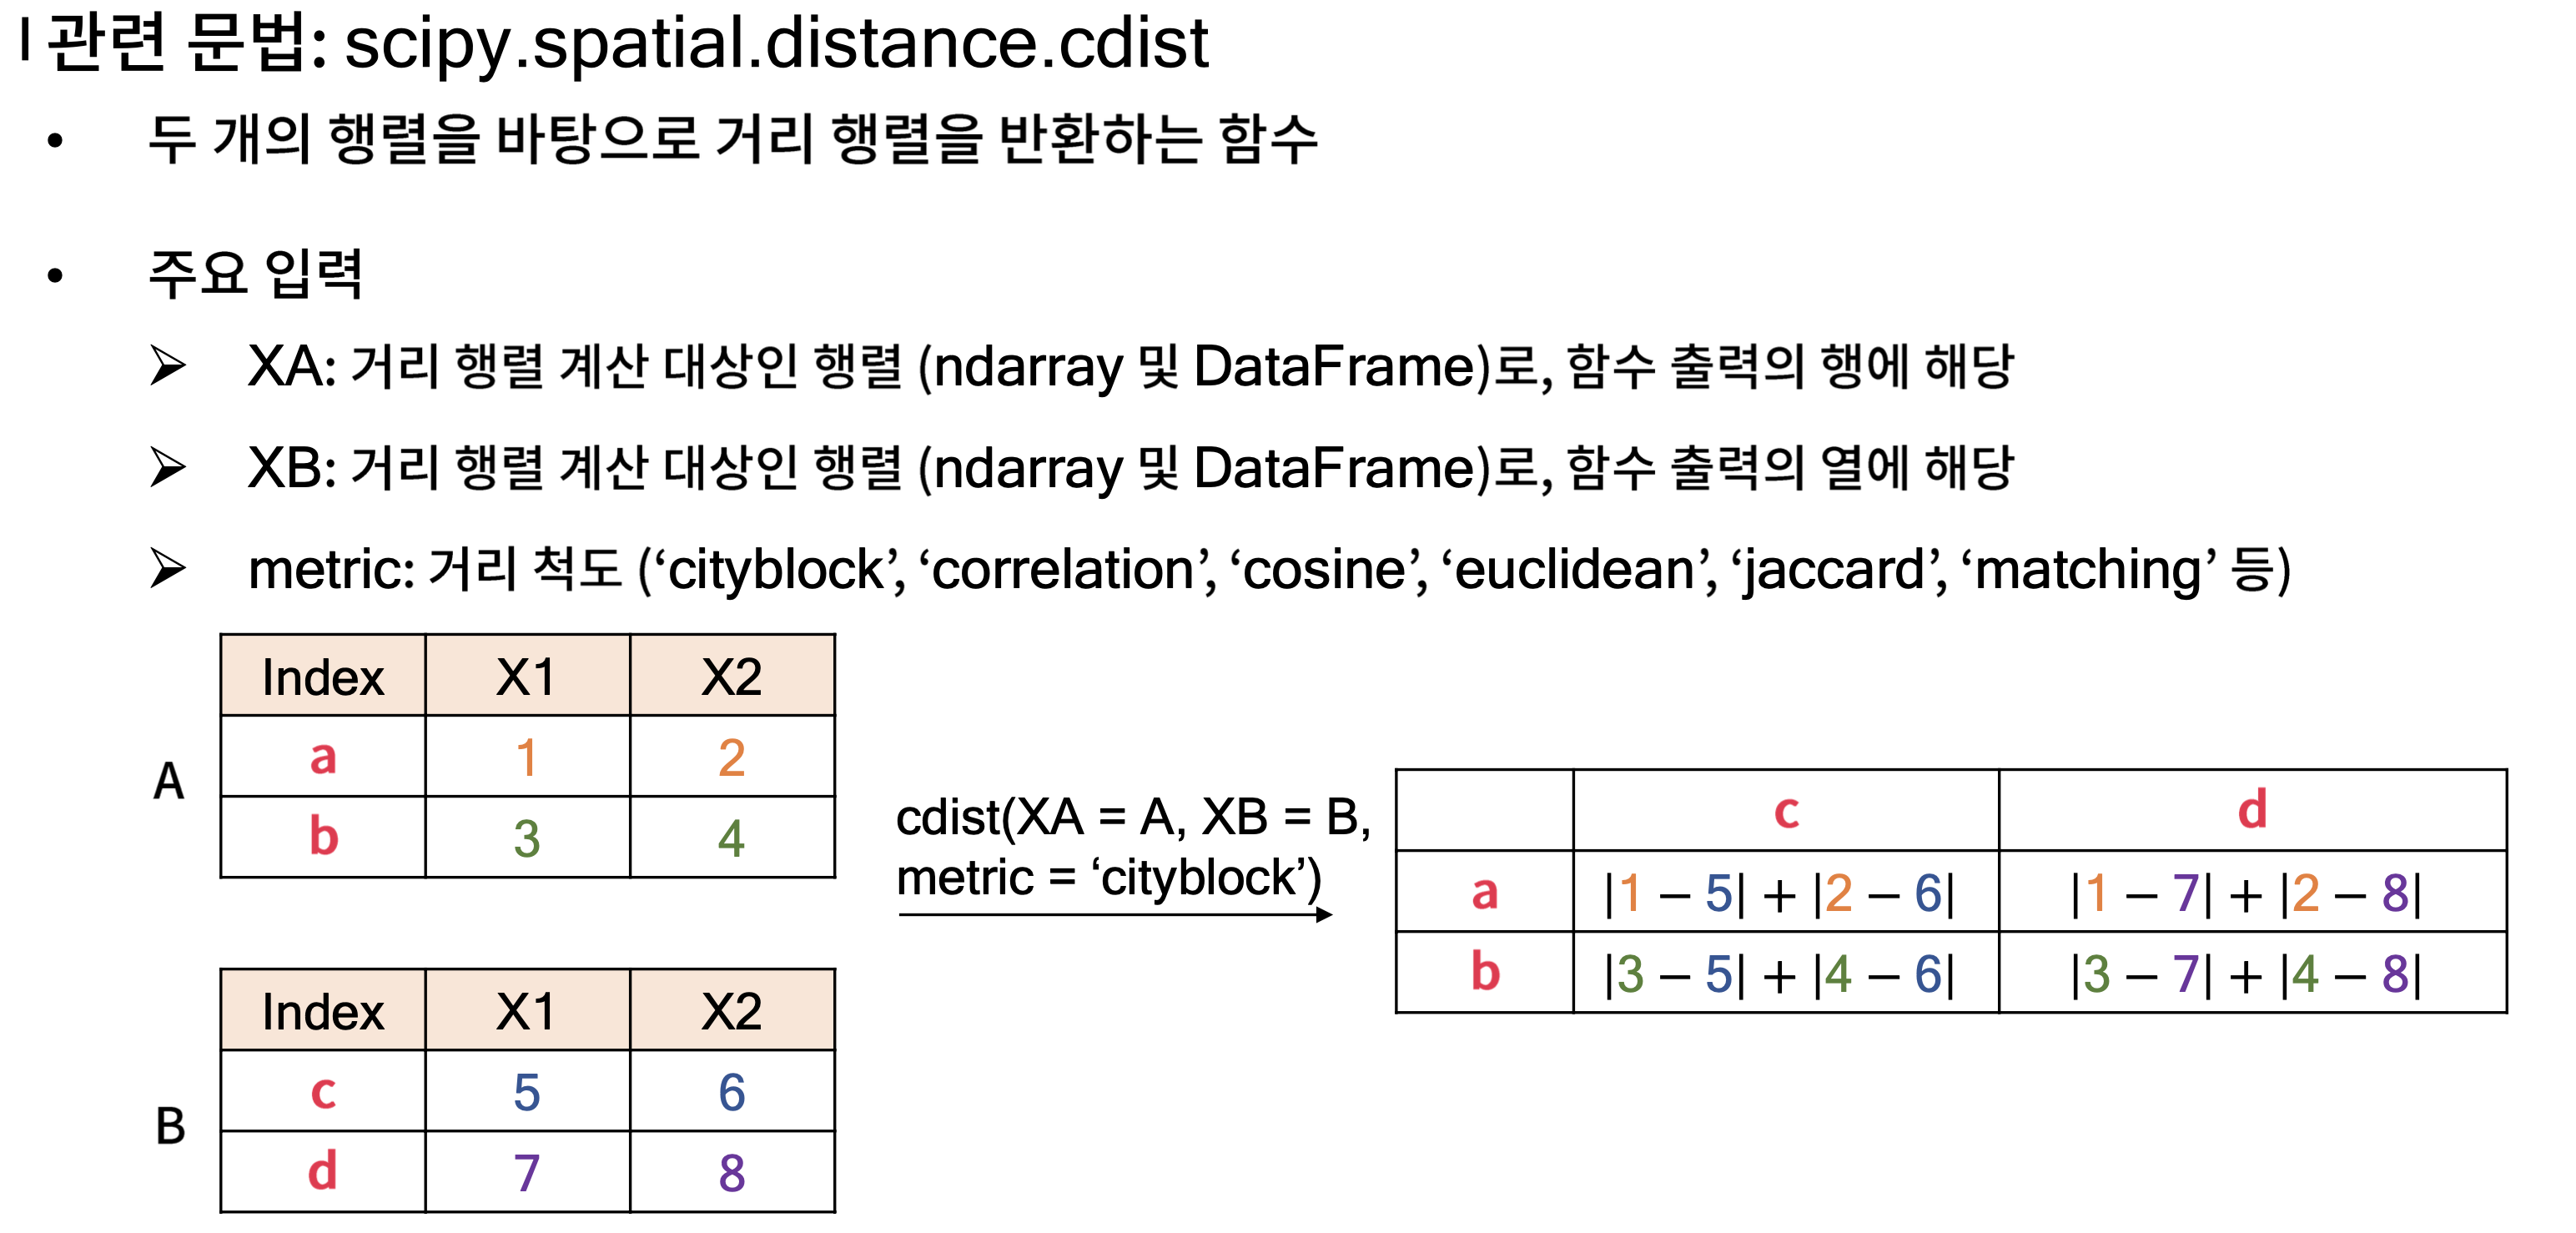 | 관련 문법: scipy.spatial.distance.cdist
• 두 개의 행렬을 바탕으로 거리 행렬을 반환하는 함수
• 주요 입력
➢ XA: 거리 행렬 계산 대상인 행렬 (ndarray 및 DataFrame)로, 함수 출력의 행에 해당
➢ XB: 거리 행렬 계산 대상인 행렬 (ndarray 및 DataFrame)로, 함수 출력의 열에 해당
➢ metric: 거리 척도 (‘cityblock’, ‘correlation’, ‘cosine’, ‘euclidean’, ‘jaccard’, ‘matching’ 등)
A
Index X1 X2
a 1 2
b 3 4
B
Index X1 X2
c 5 6
d 7 8
cdist(XA = A, XB = B,
metric = ‘cityblock’)
c d
a |1 − 5| + |2 − 6| |1 − 7| + |2 − 8|
b |3 − 5| + |4 − 6| |3 − 7| + |4 − 8|